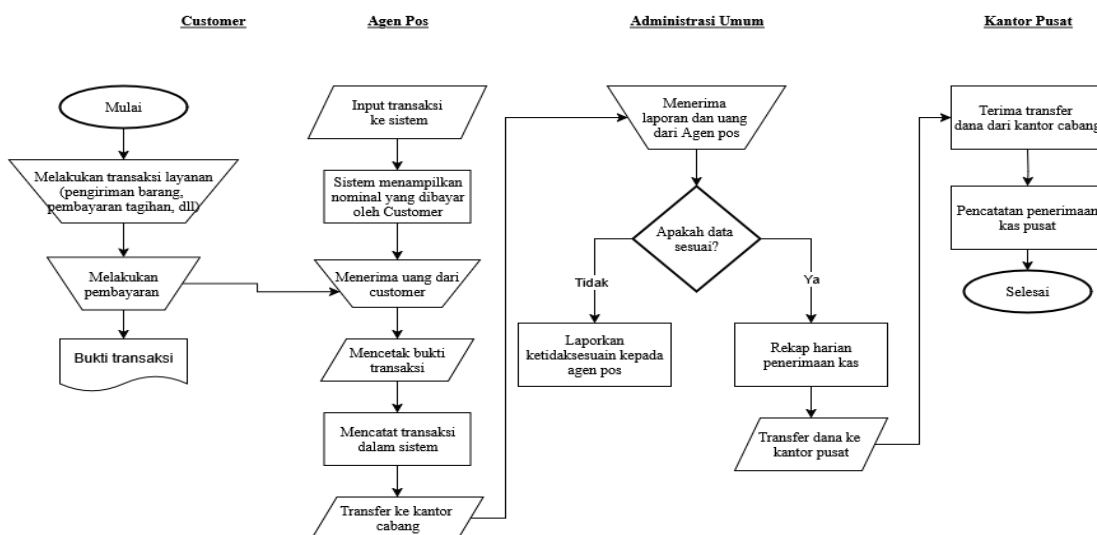 Customer
Agen Pos
Administrasi Umum
Kantor Pusat
Mulai
Melakukan transaksi layanan
(pengiriman barang,
pembayaran tagihan, dll)
Melakukan
pembayaran
Bukti transaksi
Input transaksi
ke sistem
Sistem menampilkan
nominal yang dibayar
oleh Customer
Menerima uang dari
customer
Mencetak bukti
transaksi
Mencatat transaksi
dalam sistem
Transfer ke kantor
cabang
Menerima
laporan dan uang
dari Agen pos
Apakah data
sesuai?
Tidak
Ya
Laporkan
ketidaksesuain kepada
agen pos
Rekap harian
penerimaan kas
Transfer dana ke
kantor pusat
Terima transfer
dana dari kantor cabang
Pencatatan penerimaan
kas pusat
Selesai